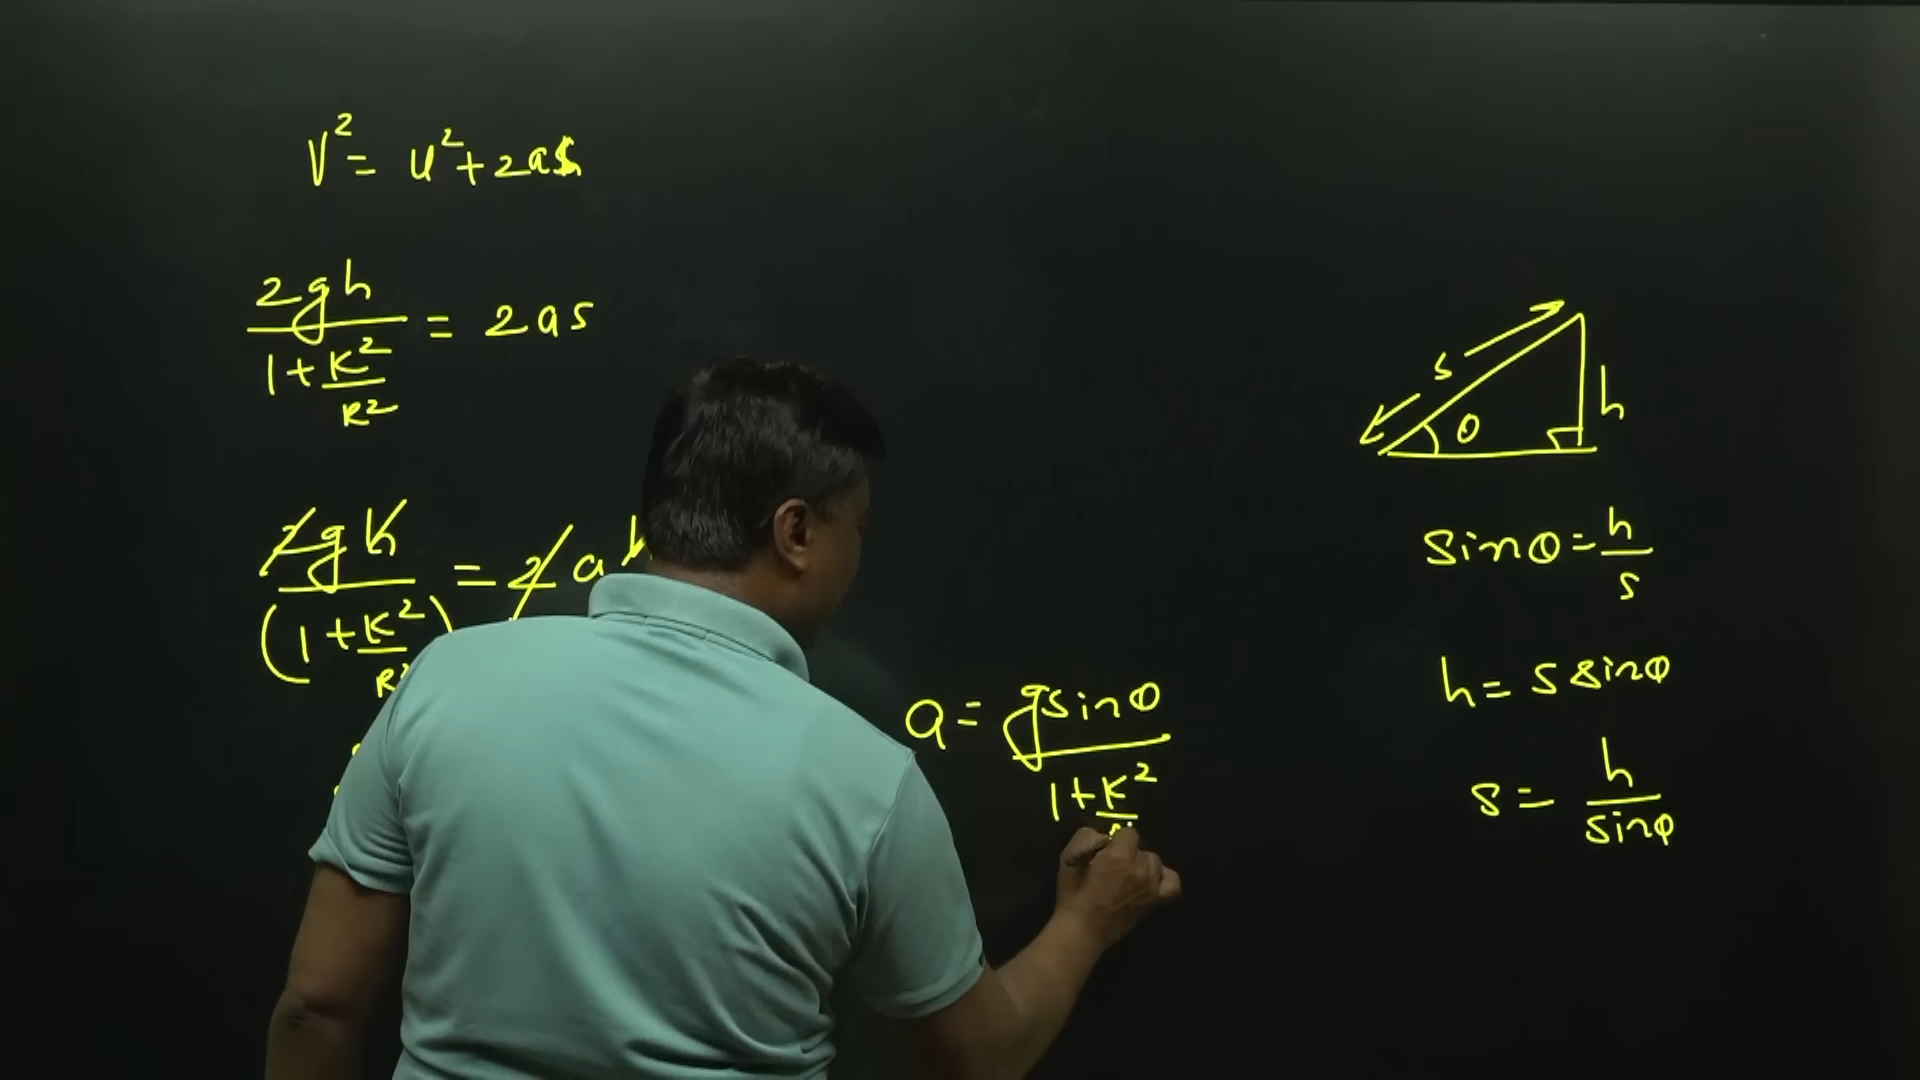 V² = u² + 2as
2gh / 1 + K²/R² = 2as
2gh / (1 + K²/R²) = 2a h
a = g sinθ / 1 + K²
s
h
θ
sinθ = h/s
h = s sinθ
s = h/sinθ